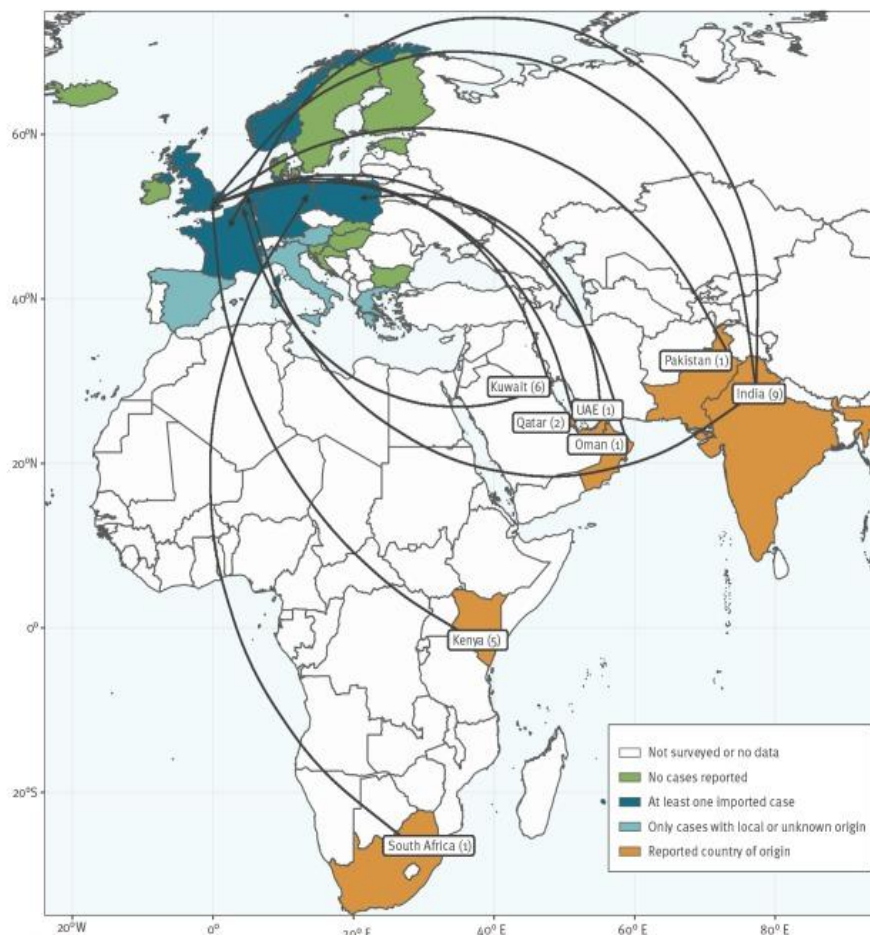 60°N
40°N
20°N
0°
20°S
Pakistan (1)
India (9)
Kuwait (6)
UAE (1)
Qatar (2)
Oman (1)
Kenya (5)
South Africa (1)
Not surveyed or no data
No cases reported
At least one imported case
Only cases with local or unknown origin
Reported country of origin
20°W
0°
20°E
40°E
60°E
80°E